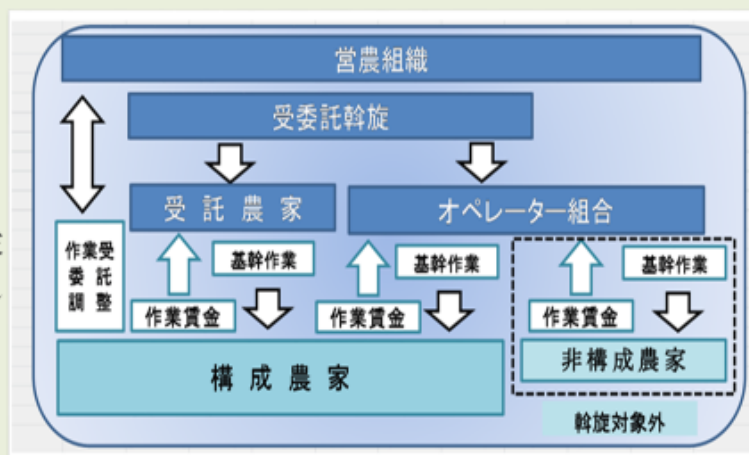 営農組織
受委託斡旋
受託農家
オペレーター組合
作業受
委託
調整
基幹作業
作業賃金
基幹作業
作業賃金
基幹作業
作業賃金
構成農家
非構成農家
斡旋対象外